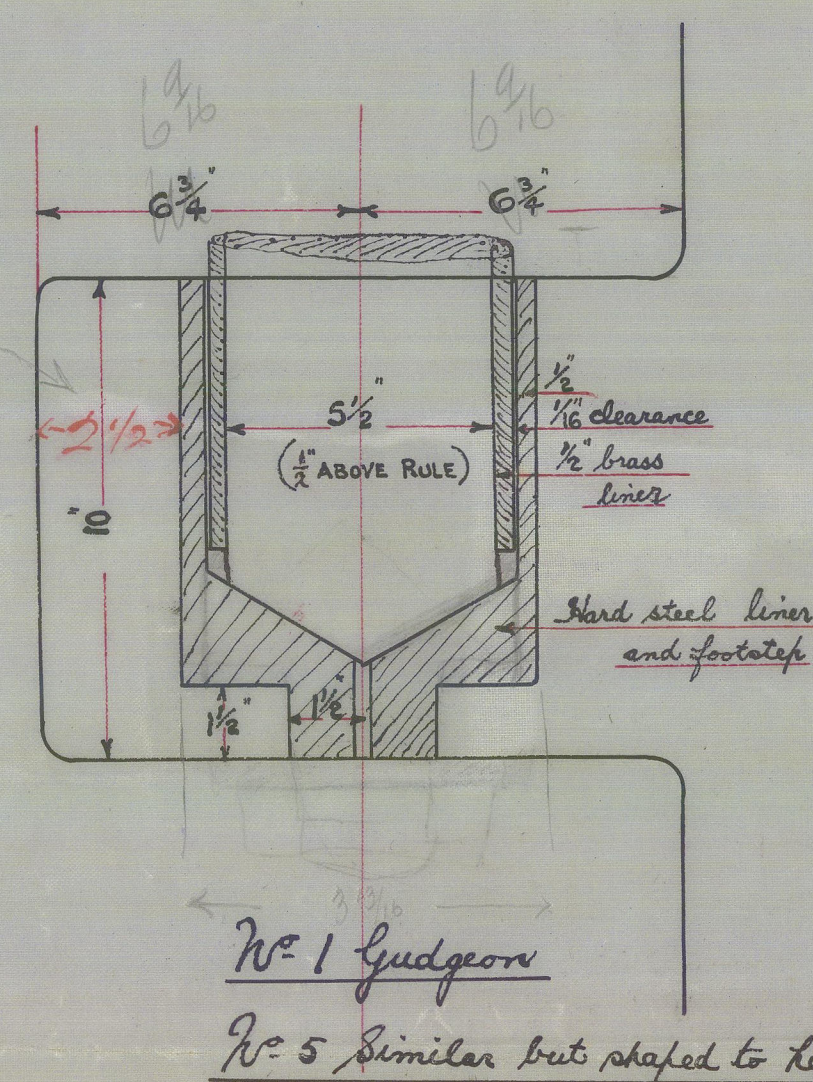 6 9/16 6 9/16
6 3/4" 6 3/4"
1/2"
5 1/2" 1/16" clearance
2 1/2
(1/2" ABOVE RULE) 1/2" brass
liner
10"
Hard steel liner
and footstep
1 1/2" 1 1/2"
3 13/16
No 1 Gudgeon
No 5 Similar but shaped to